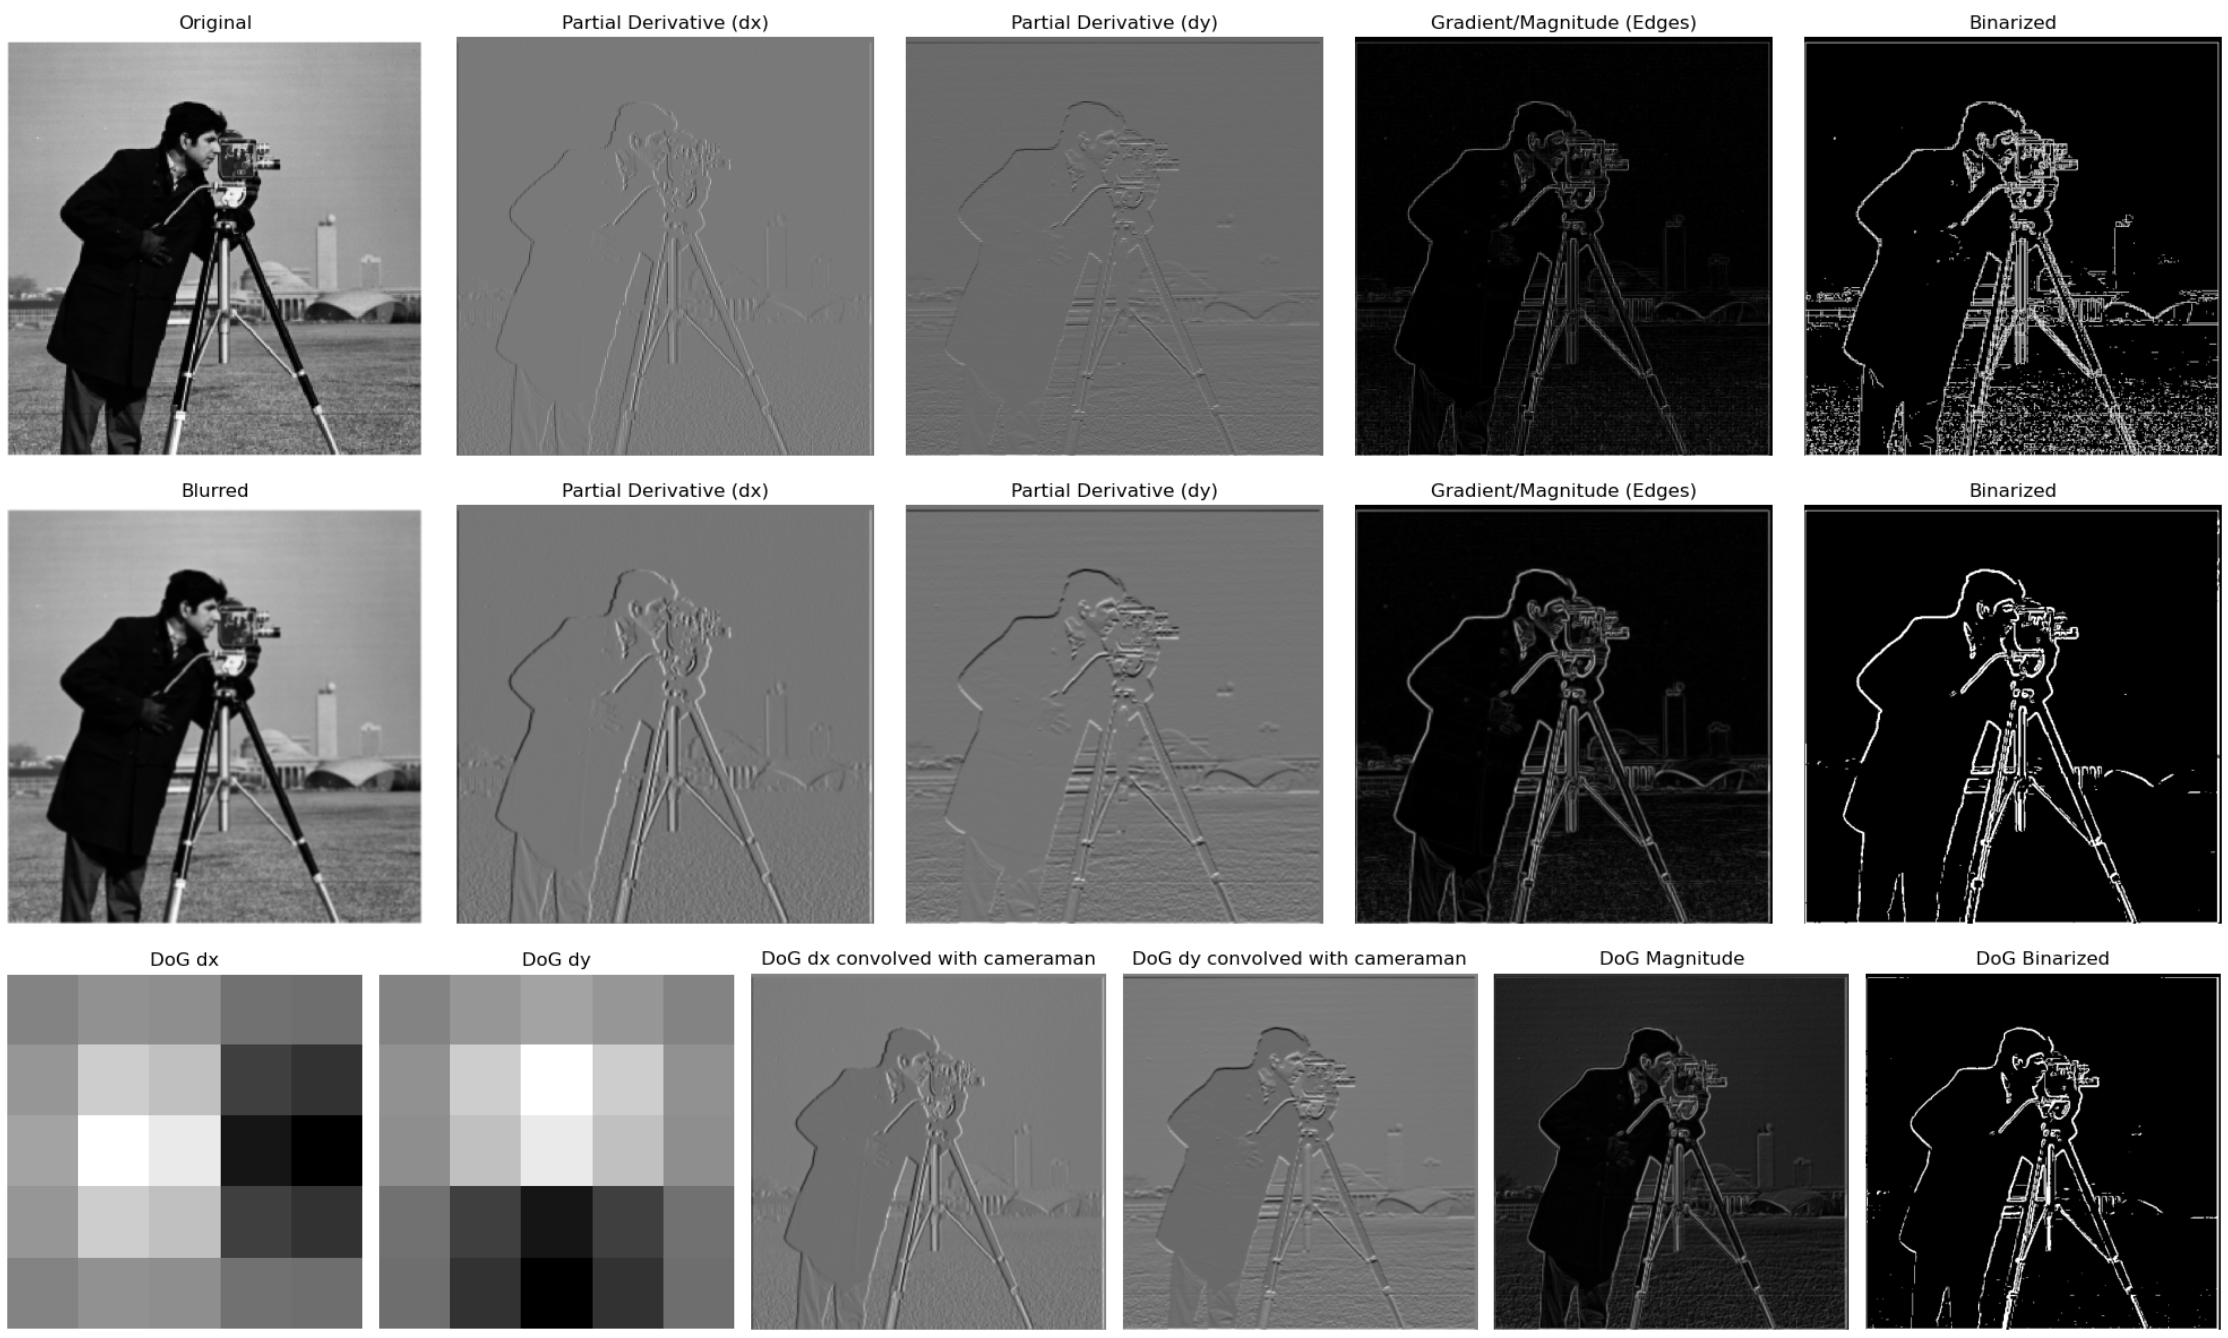 Original
Partial Derivative (dx)
Partial Derivative (dy)
Gradient/Magnitude (Edges)
Binarized
Blurred
Partial Derivative (dx)
Partial Derivative (dy)
Gradient/Magnitude (Edges)
Binarized
DoG dx
DoG dy
DoG dx convolved with cameraman
DoG dy convolved with cameraman
DoG Magnitude
DoG Binarized